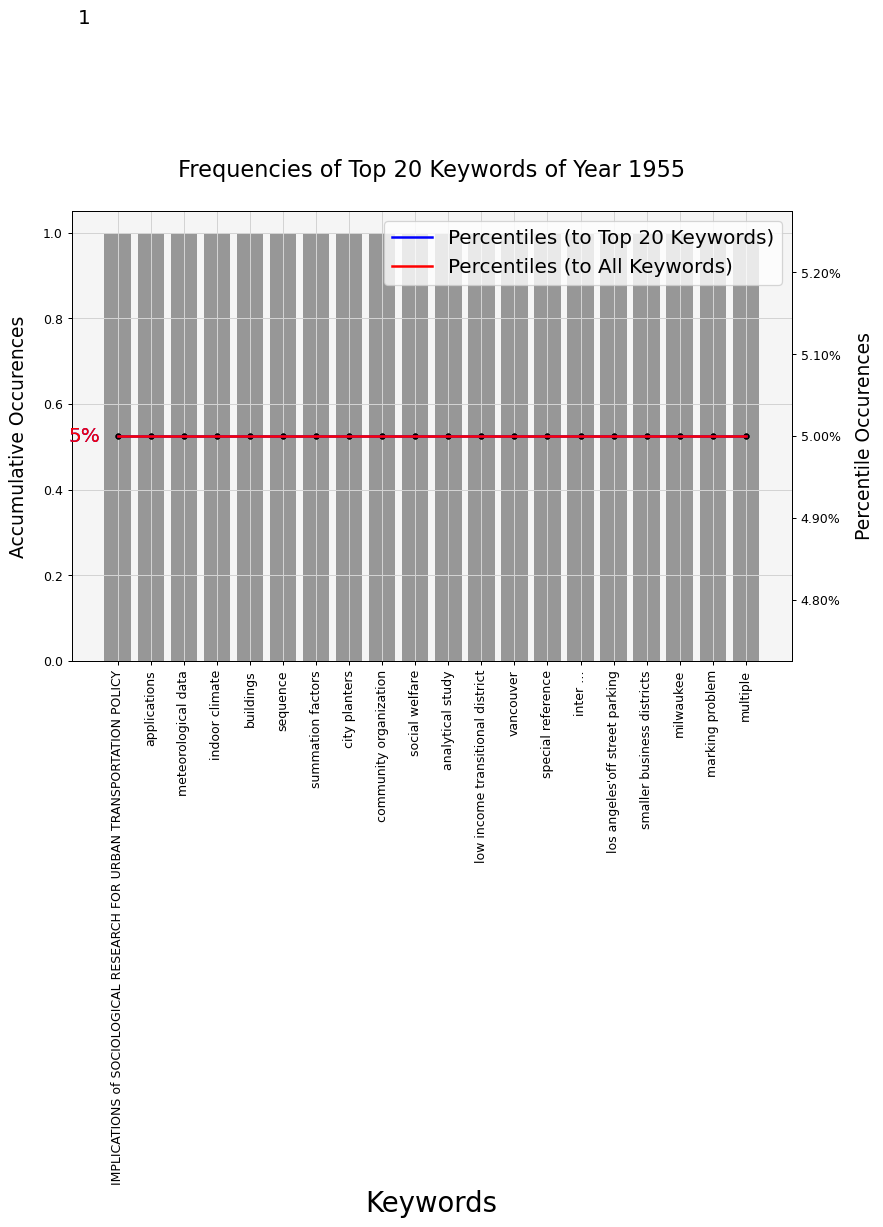 1
Frequencies of Top 20 Keywords of Year 1955
Percentiles (to Top 20 Keywords)
Percentiles (to All Keywords)
Accumulative Occurences
1.0
0.8
0.6
0.4
0.2
0.0
5%
5.20%
5.10%
5.00%
4.90%
4.80%
Percentile Occurences
IMPLICATIONS of SOCIOLOGICAL RESEARCH FOR URBAN TRANSPORTATION POLICY
applications
meteorological data
indoor climate
buildings
sequence
summation factors
city planters
community organization
social welfare
analytical study
low income transitional district
vancouver
special reference
inter ...
los angeles'off street parking
smaller business districts
milwaukee
marking problem
multiple
Keywords